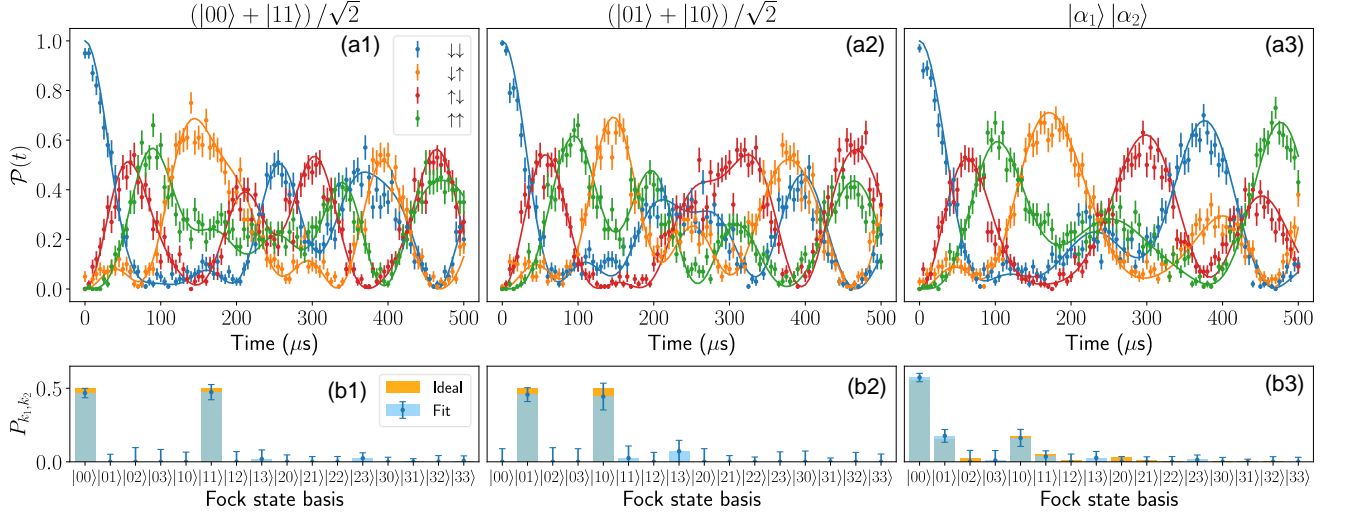 (|00⟩ + |11⟩) /√2
(|01⟩ + |10⟩) /√2
|α₁⟩ |α₂⟩
(a1)
(a2)
(a3)
↓↓
↓↑
↑↓
↑↑
𝒫(t)
1.0
0.8
0.6
0.4
0.2
0.0
0 100 200 300 400 500
0 100 200 300 400 500
0 100 200 300 400 500
Time (μs)
Time (μs)
Time (μs)
(b1)
(b2)
(b3)
Ideal
Fit
P_{k₁,k₂}
0.5
0.0
|00⟩|01⟩|02⟩|03⟩|10⟩|11⟩|12⟩|13⟩|20⟩|21⟩|22⟩|23⟩|30⟩|31⟩|32⟩|33⟩
|00⟩|01⟩|02⟩|03⟩|10⟩|11⟩|12⟩|13⟩|20⟩|21⟩|22⟩|23⟩|30⟩|31⟩|32⟩|33⟩
|00⟩|01⟩|02⟩|03⟩|10⟩|11⟩|12⟩|13⟩|20⟩|21⟩|22⟩|23⟩|30⟩|31⟩|32⟩|33⟩
Fock state basis
Fock state basis
Fock state basis